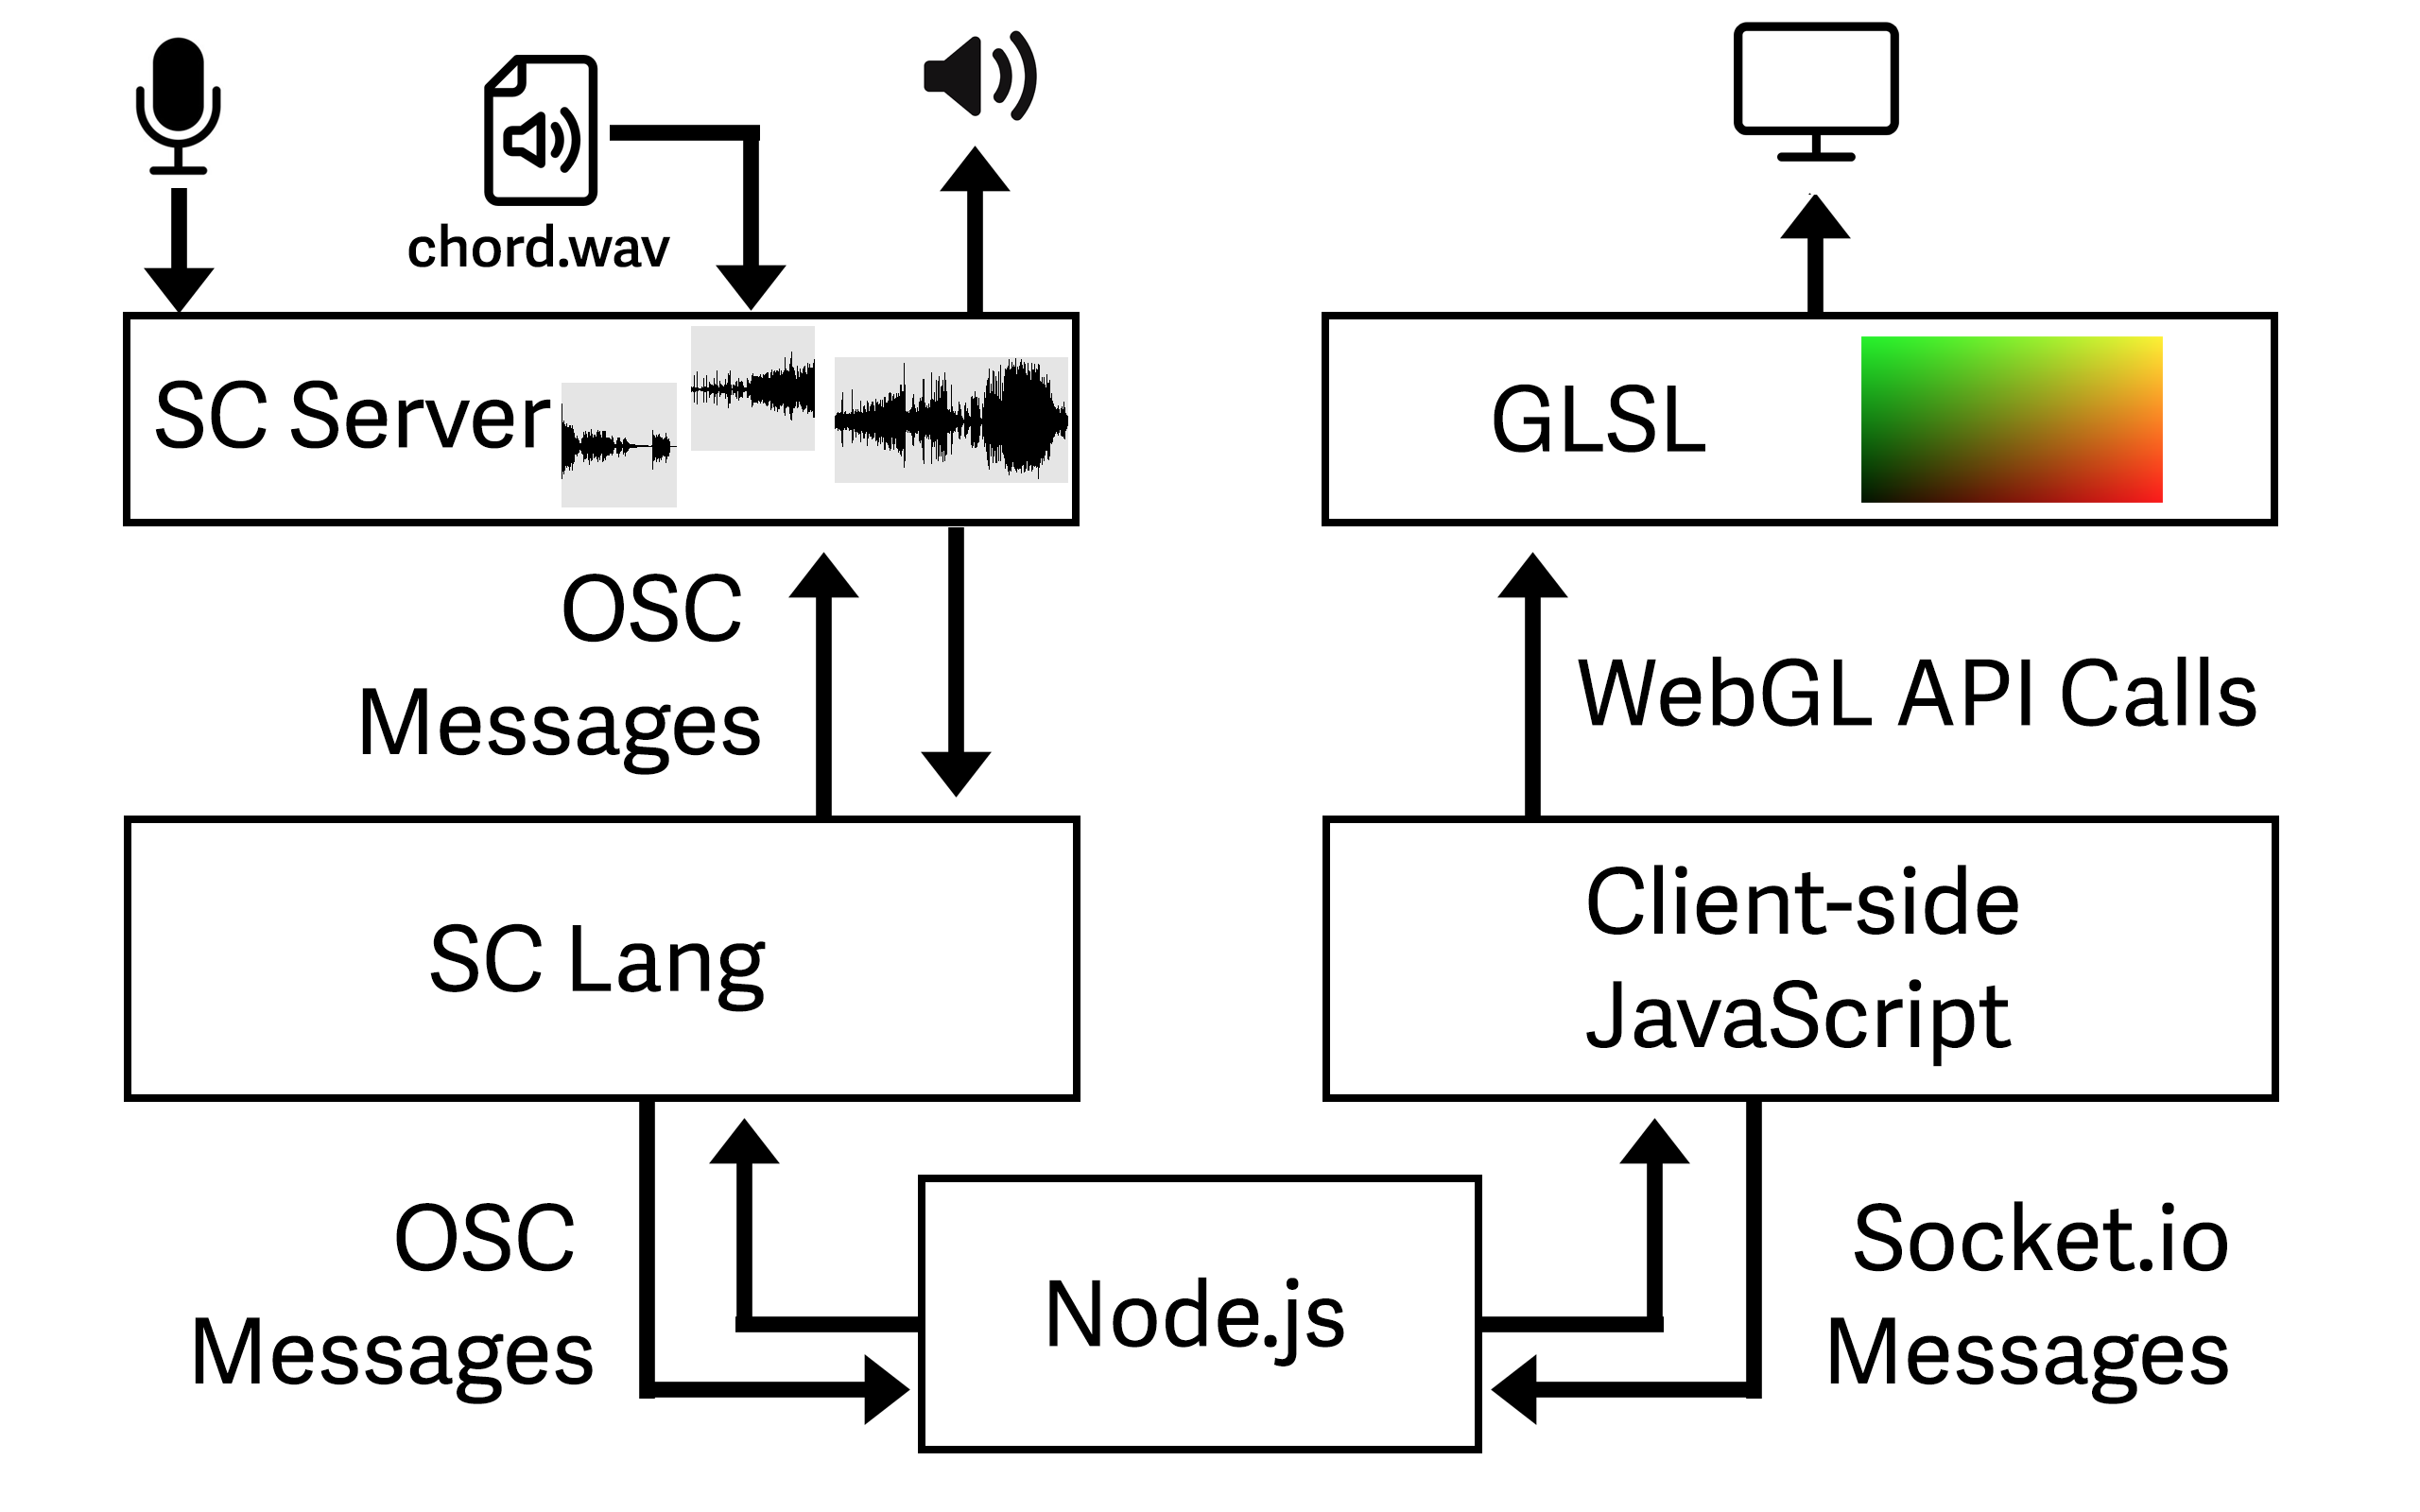 chord.wav
SC Server
GLSL
OSC
Messages
WebGL API Calls
SC Lang
Client-side
JavaScript
OSC
Messages
Node.js
Socket.io
Messages